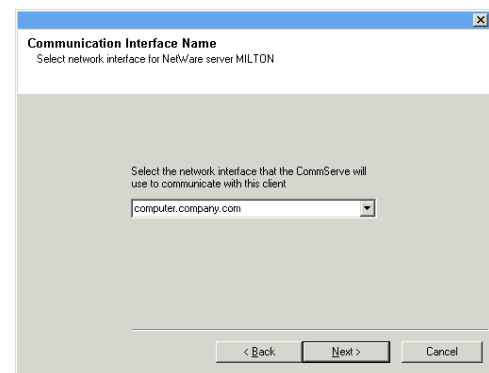 Communication Interface Name
Select network interface for NetWare server MILTON
Select the network interface that the CommServe will
use to communicate with this client
computer.company.com
< Back
Next >
Cancel